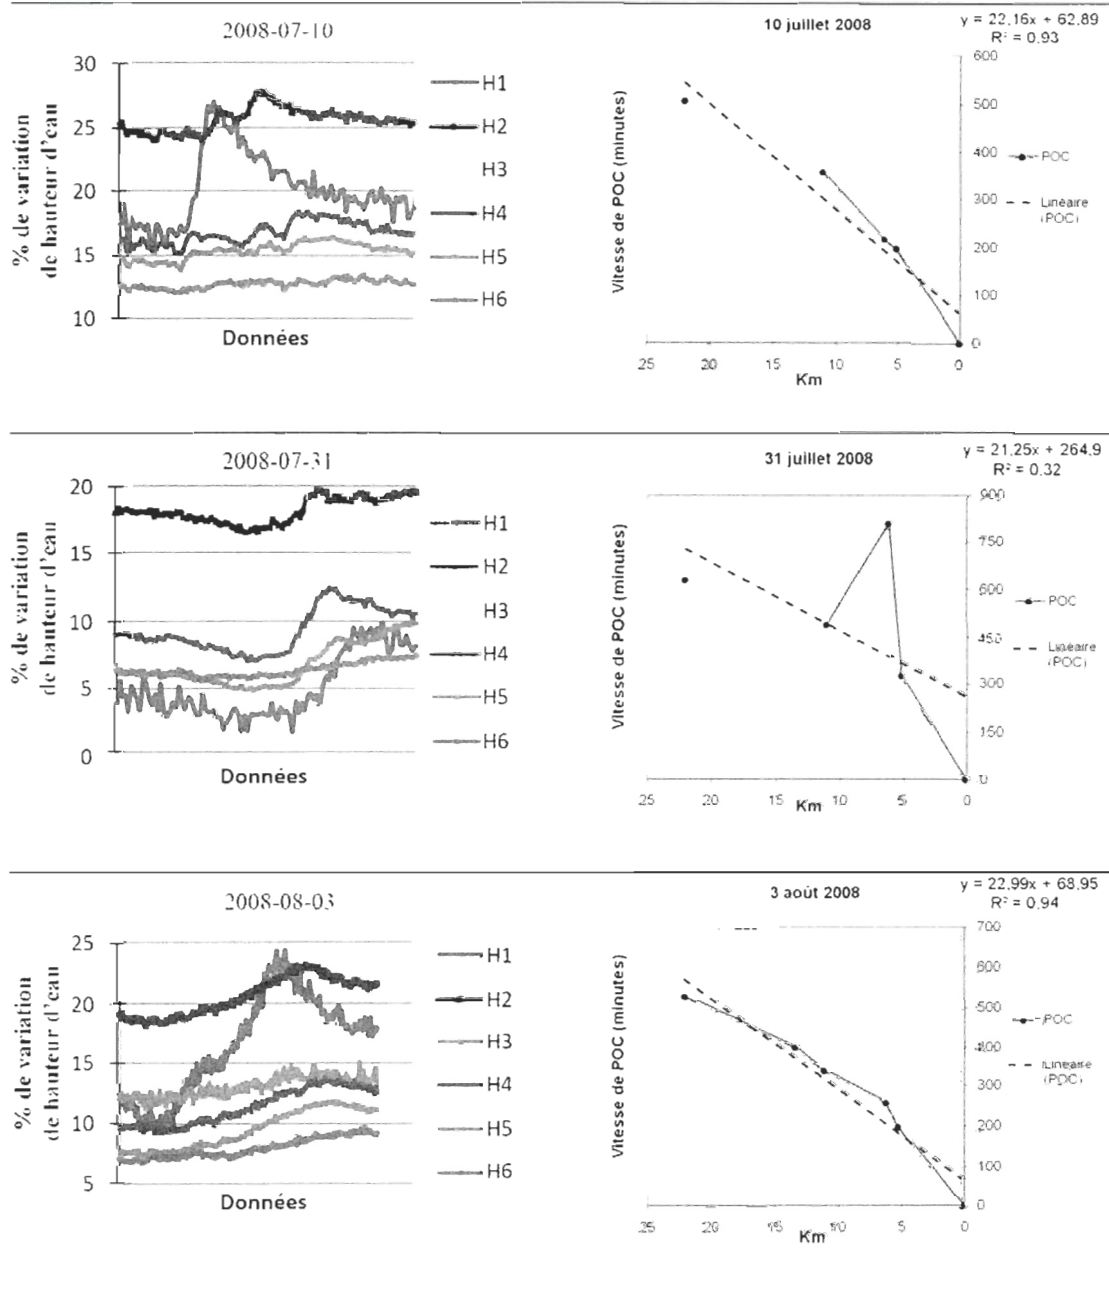 2008-07-10
% de variation
de hauteur d'eau
30
25
20
15
10
Données
H1
H2
H3
H4
H5
H6
10 juillet 2008
y = 22,16x + 62,89
R² = 0,93
Vitesse de POC (minutes)
600
500
400
300
200
100
0
25 20 15 10 5 0
Km
POC
Linéaire
(POC)
2008-07-31
% de variation
de hauteur d'eau
20
15
10
5
0
Données
H1
H2
H3
H4
H5
H6
31 juillet 2008
y = 21,25x + 264,9
R² = 0,32
Vitesse de POC (minutes)
900
750
600
450
300
150
0
25 20 15 10 5 0
Km
POC
Linéaire
(POC)
2008-08-03
% de variation
de hauteur d'eau
25
20
15
10
5
Données
H1
H2
H3
H4
H5
H6
3 août 2008
y = 22,99x + 68,95
R² = 0,94
Vitesse de POC (minutes)
700
600
500
400
300
200
100
0
25 20 15 10 5 0
Km
POC
Linéaire
(POC)